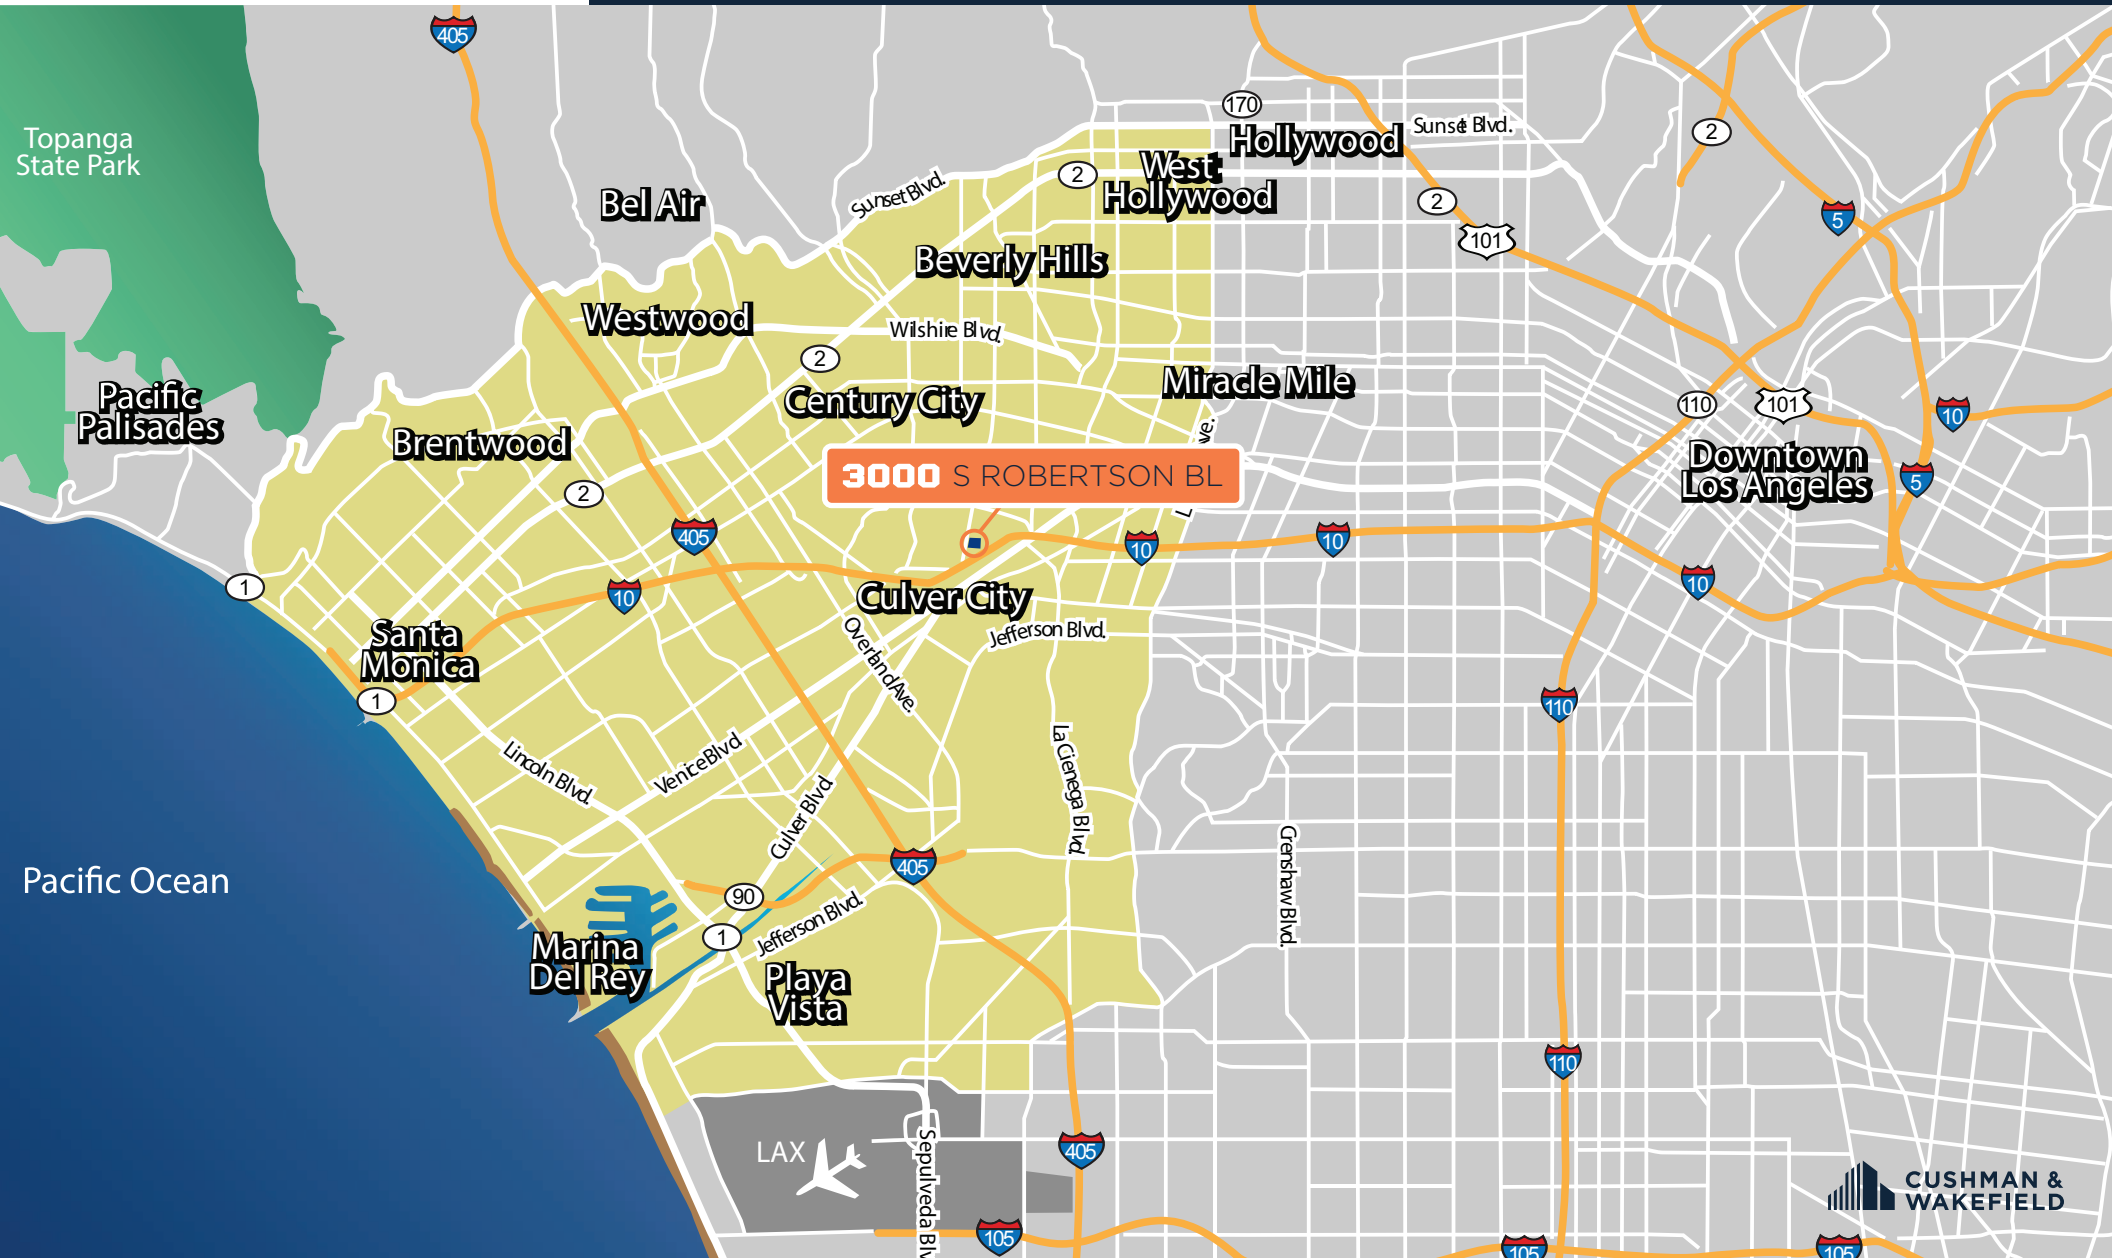 405
170
Hollywood
Sunset Blvd.
2
Topanga
State Park
West
Hollywood
2
Sunset Blvd.
Bel Air
2
5
101
Beverly Hills
Westwood
Wilshire Blvd.
2
Century City
Miracle Mile
Pacific
Palisades
110
101
10
Brentwood
ve.
3000 S ROBERTSON BL
Downtown
Los Angeles
5
2
L
405
10
10
10
1
10
Culver City
Santa
Monica
Overland Ave.
Jefferson Blvd.
1
110
Lincoln Blvd.
Venice Blvd
La Cienega Blvd.
Culver Blvd
Crenshaw Blvd.
405
Pacific Ocean
90
Jefferson Blvd.
1
Marina
Del Rey
Playa
Vista
110
LAX
Sepulveda Blv
405
CUSHMAN &
WAKEFIELD
105
105
105